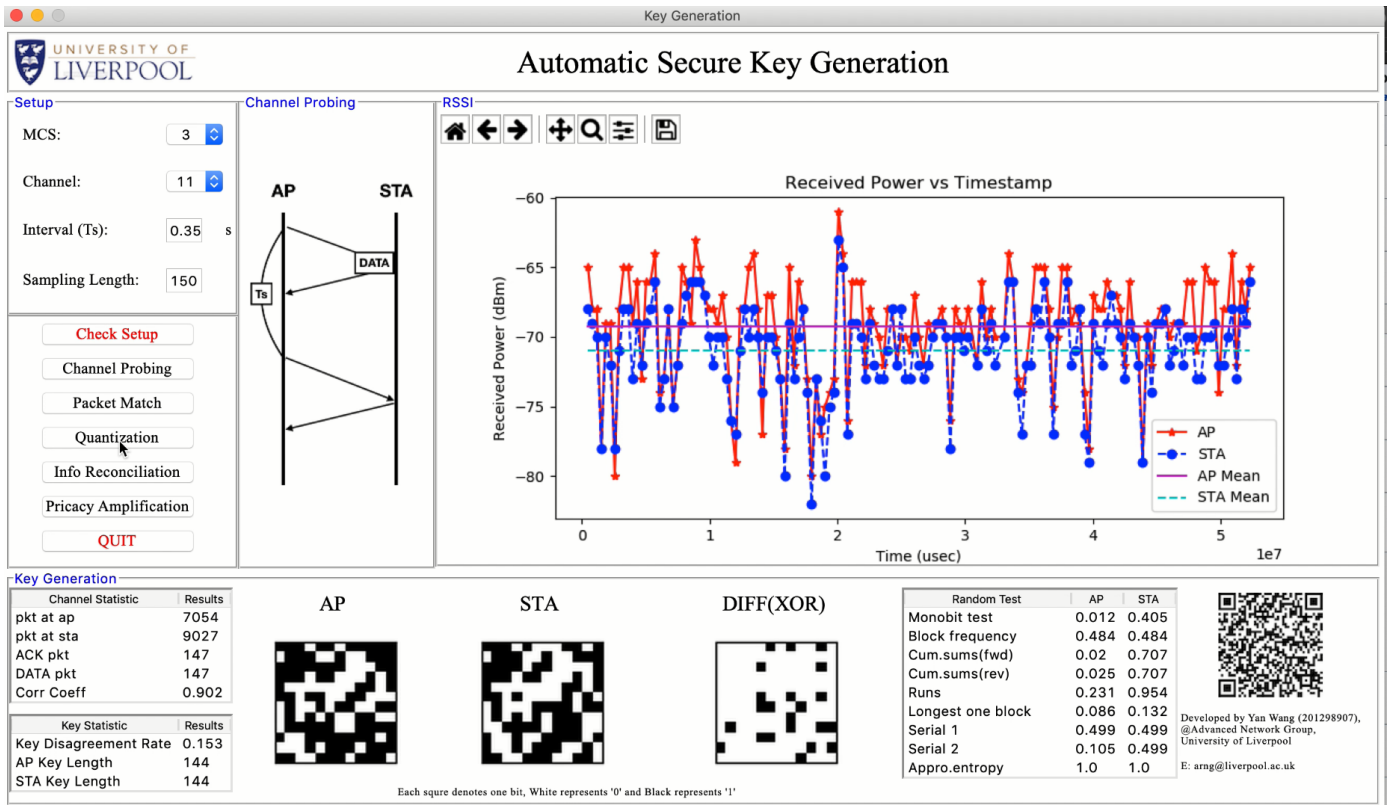 Key Generation
UNIVERSITY OF
LIVERPOOL
Automatic Secure Key Generation
Setup
MCS: 3
Channel: 11
Interval (Ts): 0.35 s
Sampling Length: 150
Check Setup
Channel Probing
Packet Match
Quantization
Info Reconciliation
Pricacy Amplification
QUIT
Channel Probing
AP STA
DATA
Ts
RSSI
Received Power vs Timestamp
Received Power (dBm)
−60
−65
−70
−75
−80
AP
STA
AP Mean
STA Mean
0 1 2 3 4 5
1e7
Time (usec)
Key Generation
Channel Statistic Results
pkt at ap 7054
pkt at sta 9027
ACK pkt 147
DATA pkt 147
Corr Coeff 0.902
Key Statistic Results
Key Disagreement Rate 0.153
AP Key Length 144
STA Key Length 144
AP STA DIFF(XOR)
Each squre denotes one bit, White represents '0' and Black represents '1'
Random Test AP STA
Monobit test 0.012 0.405
Block frequency 0.484 0.484
Cum.sums(fwd) 0.02 0.707
Cum.sums(rev) 0.025 0.707
Runs 0.231 0.954
Longest one block 0.086 0.132
Serial 1 0.499 0.499
Serial 2 0.105 0.499
Appro.entropy 1.0 1.0
Developed by Yan Wang (201298907),
@Advanced Network Group,
University of Liverpool
E: arng@liverpool.ac.uk